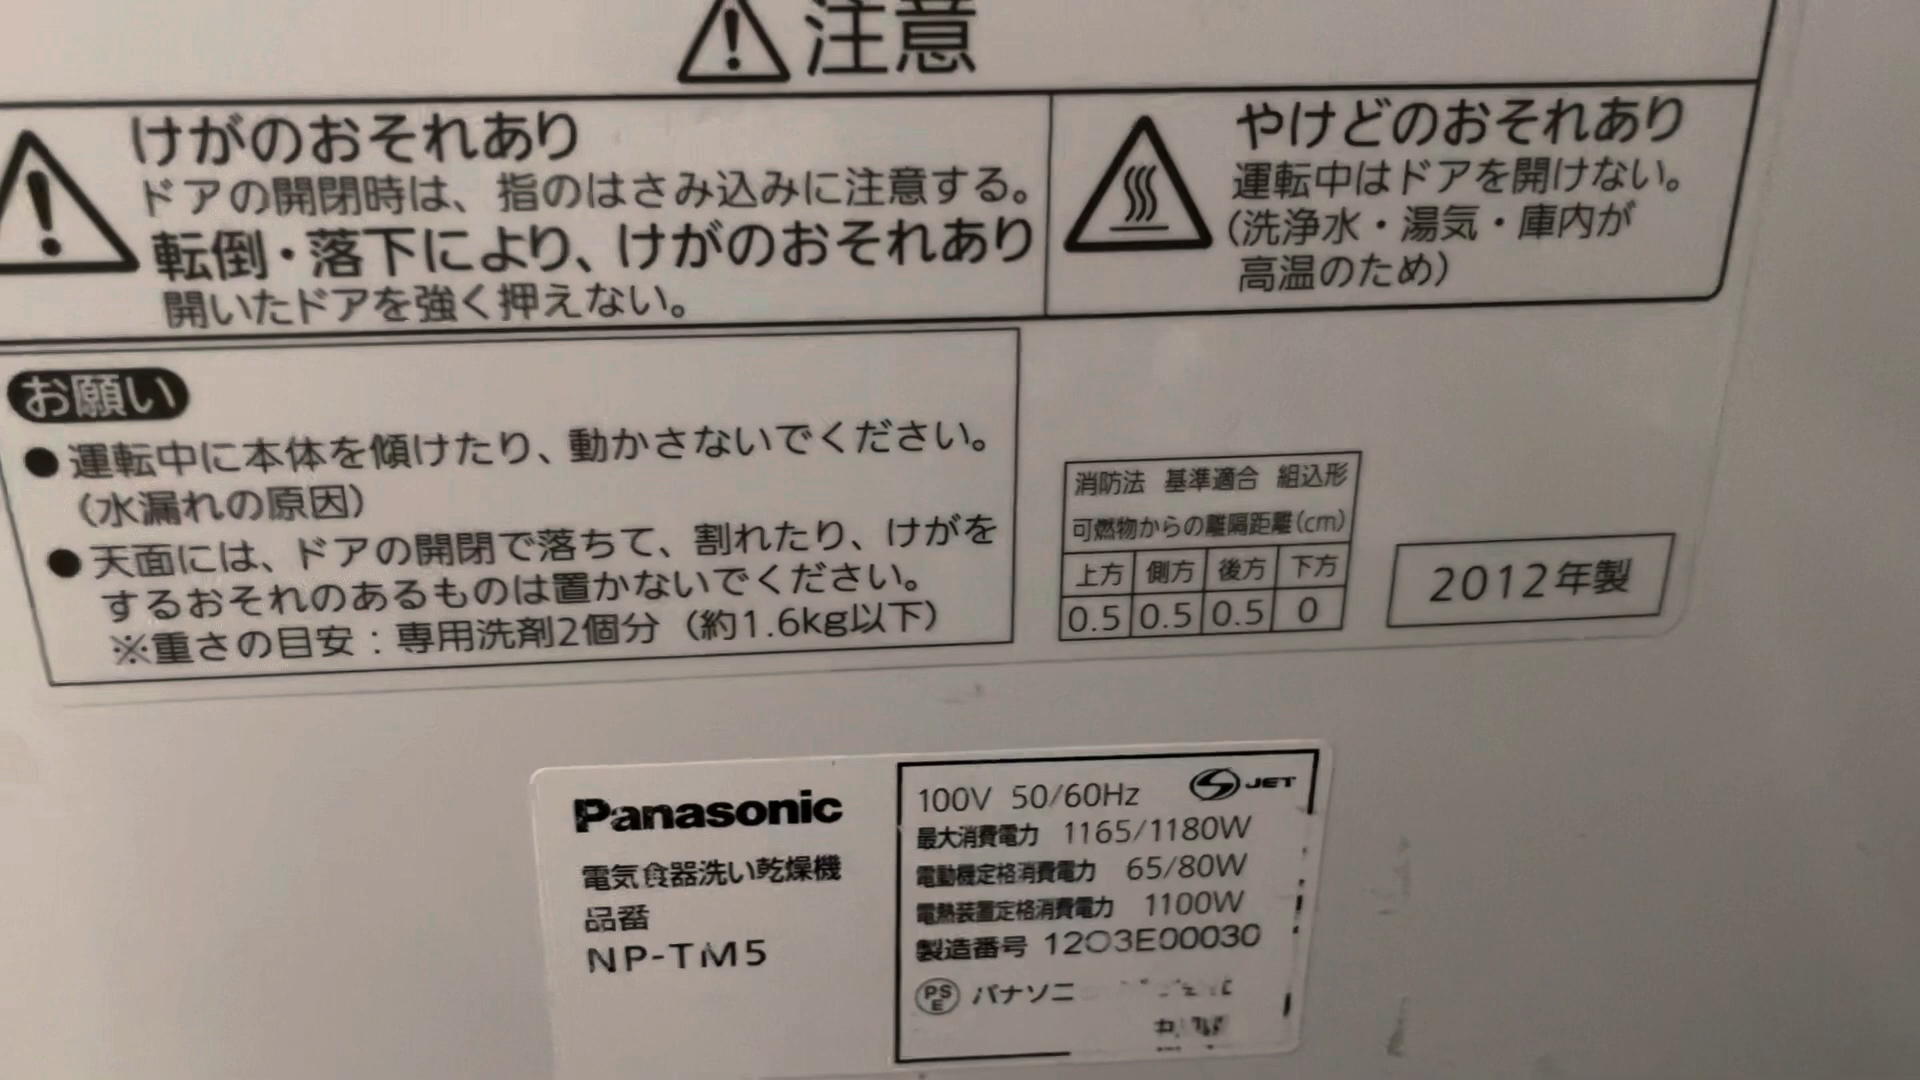 注意
けがのおそれあり
ドアの開閉時は、指のはさみ込みに注意する。
転倒・落下により、けがのおそれあり
開いたドアを強く押えない。
やけどのおそれあり
運転中はドアを開けない。
(洗浄水・湯気・庫内が
高温のため)
お願い
●運転中に本体を傾けたり、動かさないでください。
(水漏れの原因)
●天面には、ドアの開閉で落ちて、割れたり、けがを
するおそれのあるものは置かないでください。
※重さの目安：専用洗剤2個分（約1.6kg以下）
消防法 基準適合 組込形
可燃物からの離隔距離(cm)
上方 側方 後方 下方
0.5 0.5 0.5 0
2012年製
Panasonic
電気食器洗い乾燥機
品番
NP-TM5
100V 50/60Hz JET
最大消費電力 1165/1180W
電動機定格消費電力 65/80W
電熱装置定格消費電力 1100W
製造番号 12O3E00030
PSE パナソニ